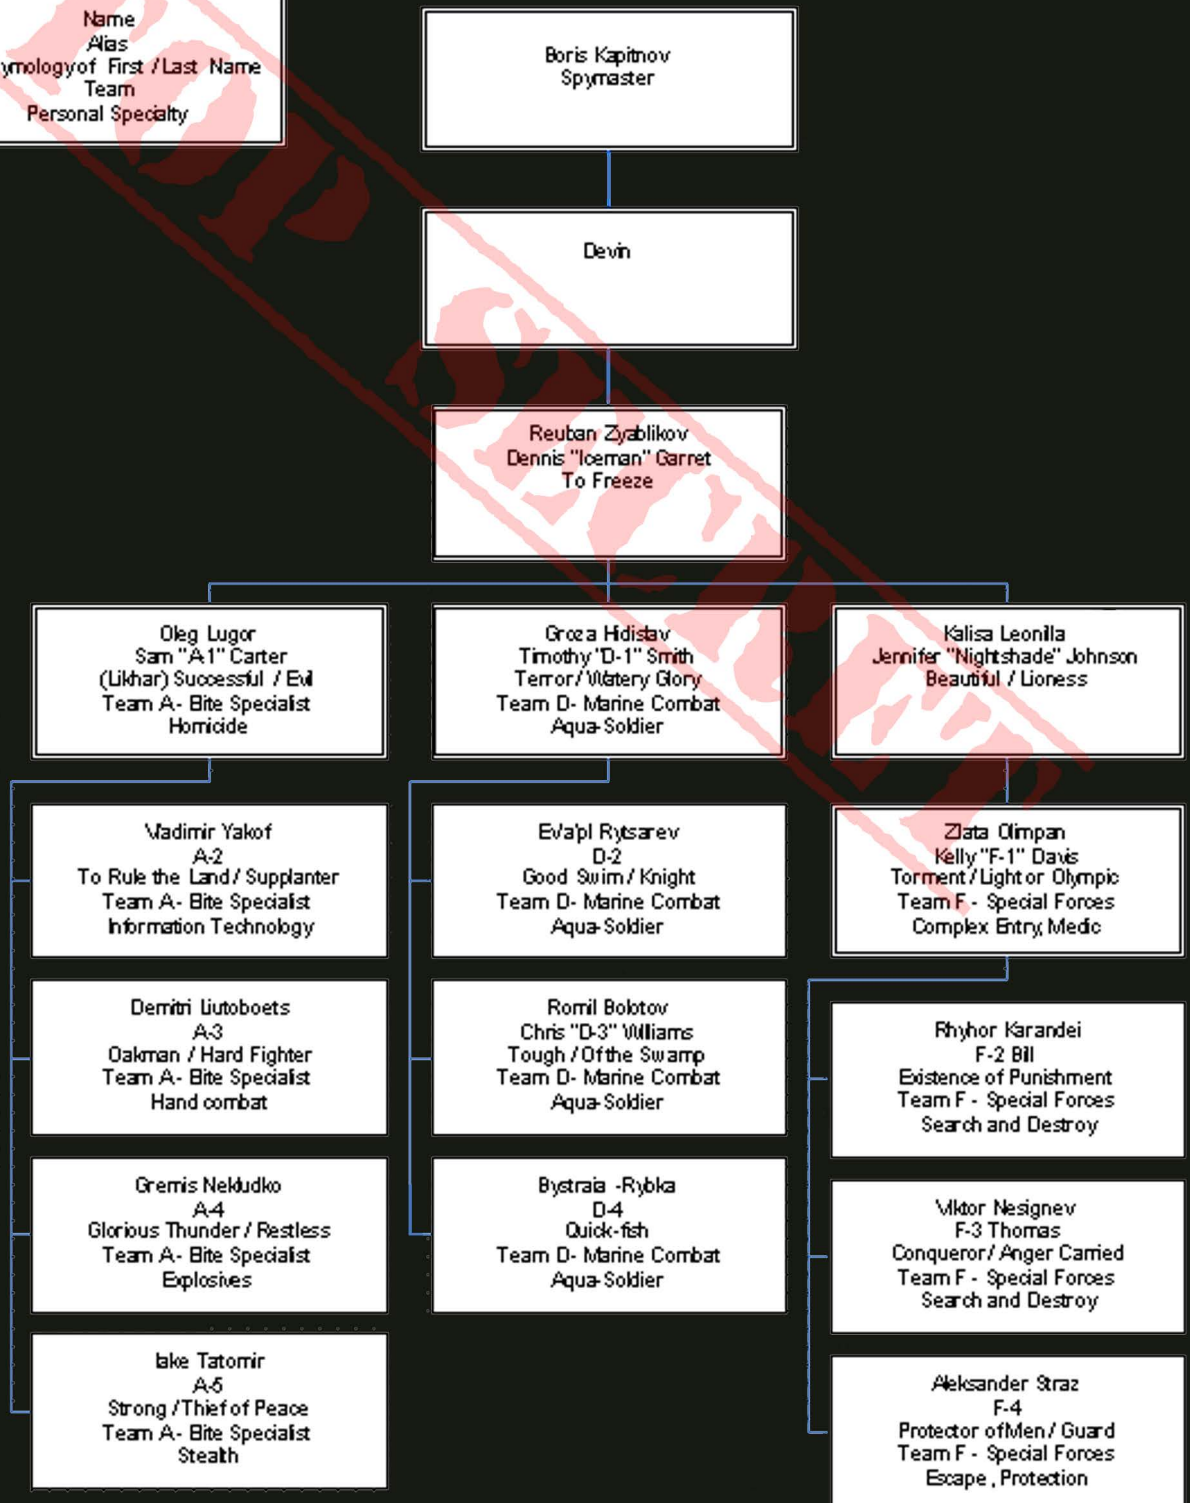 Name
Alias
ymology of First / Last Name
Team
Personal Specialty
Boris Kapitnov
Spymaster
Devin
Reuban Zyablikov
Dennis "Iceman" Garret
To Freeze
Oleg Lugor
Sam "A-1" Carter
(Likhar) Successful / Evil
Team A- Elite Specialist
Homicide
Groza Hidislav
Timothy "D-1" Smith
Terror/ Watery Glory
Team D- Marine Combat
Aqua-Soldier
Kalisa Leonilla
Jennifer "Nightshade" Johnson
Beautiful / Lioness
Vladimir Yakof
A-2
To Rule the Land / Supplanter
Team A- Elite Specialist
Information Technology
Eva'pl Rytsarev
D-2
Good Swim / Knight
Team D- Marine Combat
Aqua-Soldier
Zlata Olimpan
Kelly "F-1" Davis
Torment / Light or Olympic
Team F - Special Forces
Complex Entry, Medic
Demitri Liutoboets
A-3
Oakman / Hard Fighter
Team A- Elite Specialist
Hand combat
Romil Bolotov
Chris "D-3" Williams
Tough / Of the Swamp
Team D- Marine Combat
Aqua-Soldier
Rhyhor Karandei
F-2 Bill
Existence of Punishment
Team F - Special Forces
Search and Destroy
Gremis Nekludko
A-4
Glorious Thunder / Restless
Team A- Elite Specialist
Explosives
Bystraia -Rybka
D-4
Quick-fish
Team D- Marine Combat
Aqua-Soldier
Viktor Nesignev
F-3 Thomas
Conqueror / Anger Carried
Team F - Special Forces
Search and Destroy
Iake Tatomir
A-5
Strong / Thief of Peace
Team A- Elite Specialist
Stealth
Aleksander Straz
F-4
Protector of Men / Guard
Team F - Special Forces
Escape , Protection
TOP SECRET